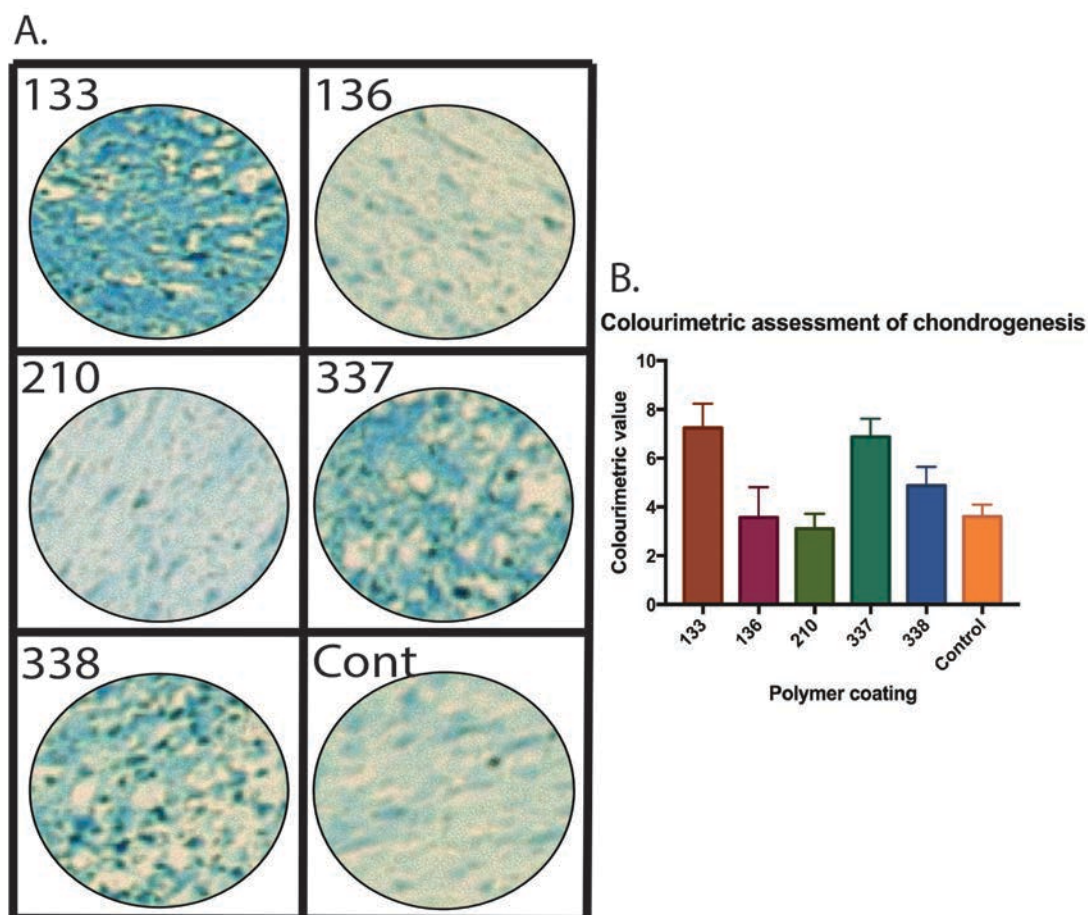 A.
133
136
210
337
338
Cont
B.
Colourimetric assessment of chondrogenesis
Colourimetric value
10
8
6
4
2
0
133
136
210
337
338
Control
Polymer coating